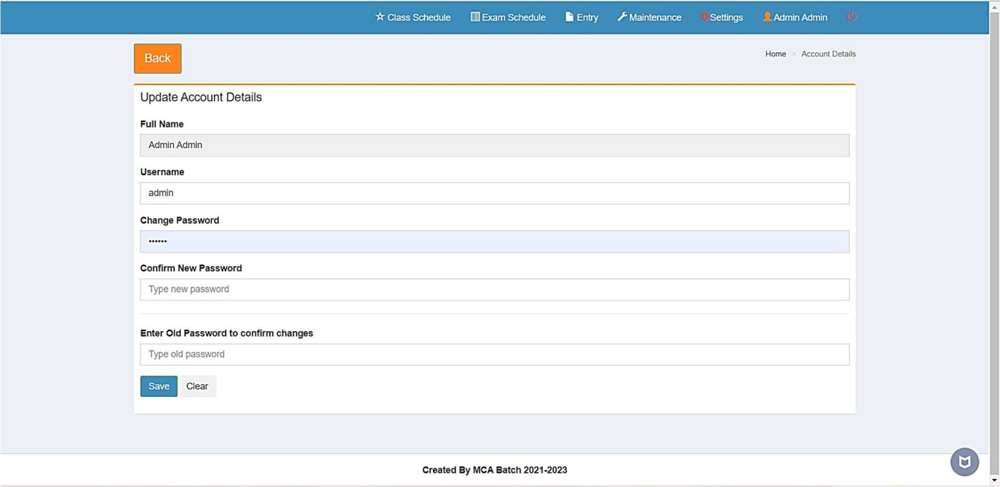 Class Schedule Exam Schedule Entry Maintenance Settings Admin Admin
Back
Home > Account Details
Update Account Details
Full Name
Admin Admin
Username
admin
Change Password
••••••
Confirm New Password
Type new password
Enter Old Password to confirm changes
Type old password
Save Clear
Created By MCA Batch 2021-2023